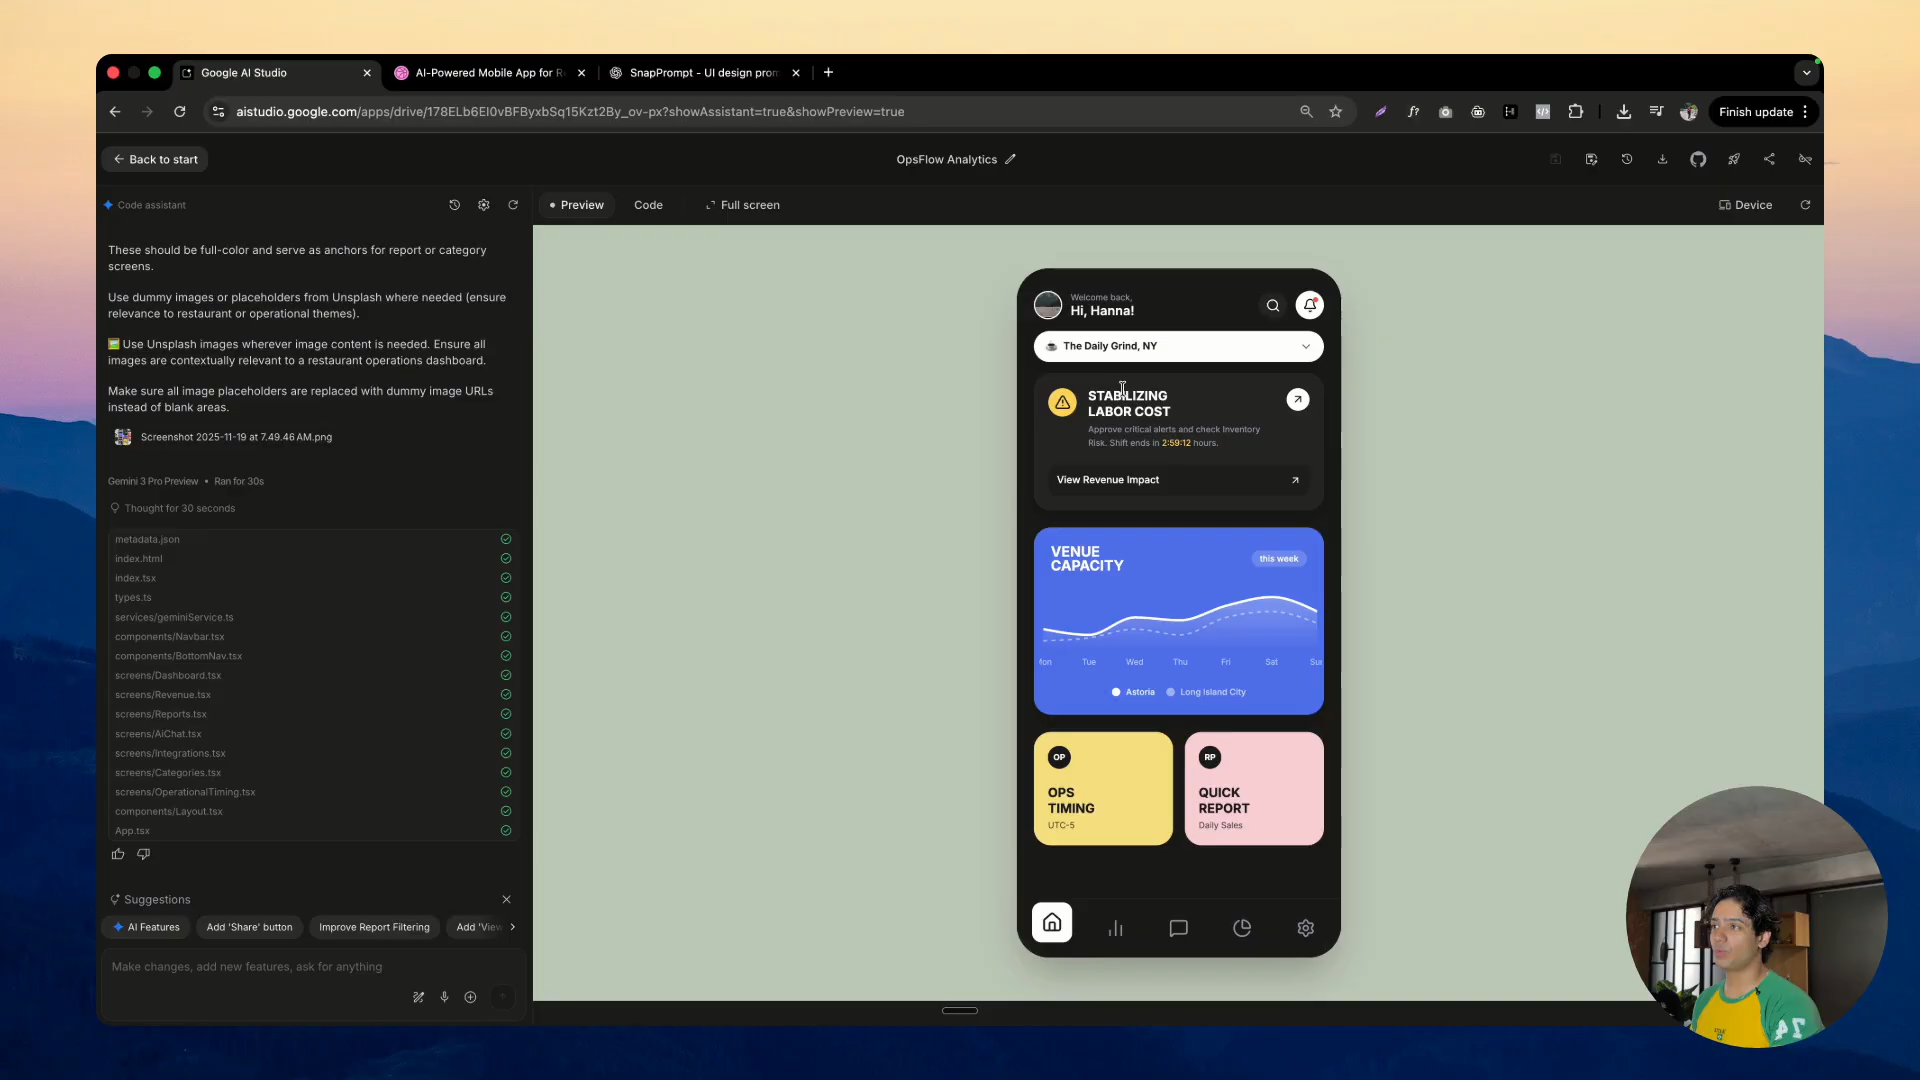 Google AI Studio
AI-Powered Mobile App for R
SnapPrompt - UI design pron
aistudio.google.com/apps/drive/178ELb6EI0vBFByxbSq15Kzt2By_ov-px?showAssistant=true&showPreview=true
f?
Finish update
Back to start
OpsFlow Analytics
Code assistant
Preview
Code
Full screen
Device
These should be full-color and serve as anchors for report or category
screens.
Use dummy images or placeholders from Unsplash where needed (ensure
relevance to restaurant or operational themes).
🖼️ Use Unsplash images wherever image content is needed. Ensure all
images are contextually relevant to a restaurant operations dashboard.
Make sure all image placeholders are replaced with dummy image URLs
instead of blank areas.
Screenshot 2025-11-19 at 7.49.46 AM.png
Gemini 3 Pro Preview • Ran for 30s
Thought for 30 seconds
metadata.json
index.html
index.tsx
types.ts
services/geminiService.ts
components/Navbar.tsx
components/BottomNav.tsx
screens/Dashboard.tsx
screens/Revenue.tsx
screens/Reports.tsx
screens/AiChat.tsx
screens/Integrations.tsx
screens/Categories.tsx
screens/OperationalTiming.tsx
components/Layout.tsx
App.tsx
Suggestions
AI Features
Add 'Share' button
Improve Report Filtering
Add 'View
Make changes, add new features, ask for anything
Welcome back,
Hi, Hanna!
The Daily Grind, NY
STABILIZING
LABOR COST
Approve critical alerts and check Inventory
Risk. Shift ends in 2:59:12 hours.
View Revenue Impact
VENUE
CAPACITY
this week
Mon Tue Wed Thu Fri Sat Sun
Astoria
Long Island City
OP
OPS
TIMING
UTC-5
RP
QUICK
REPORT
Daily Sales